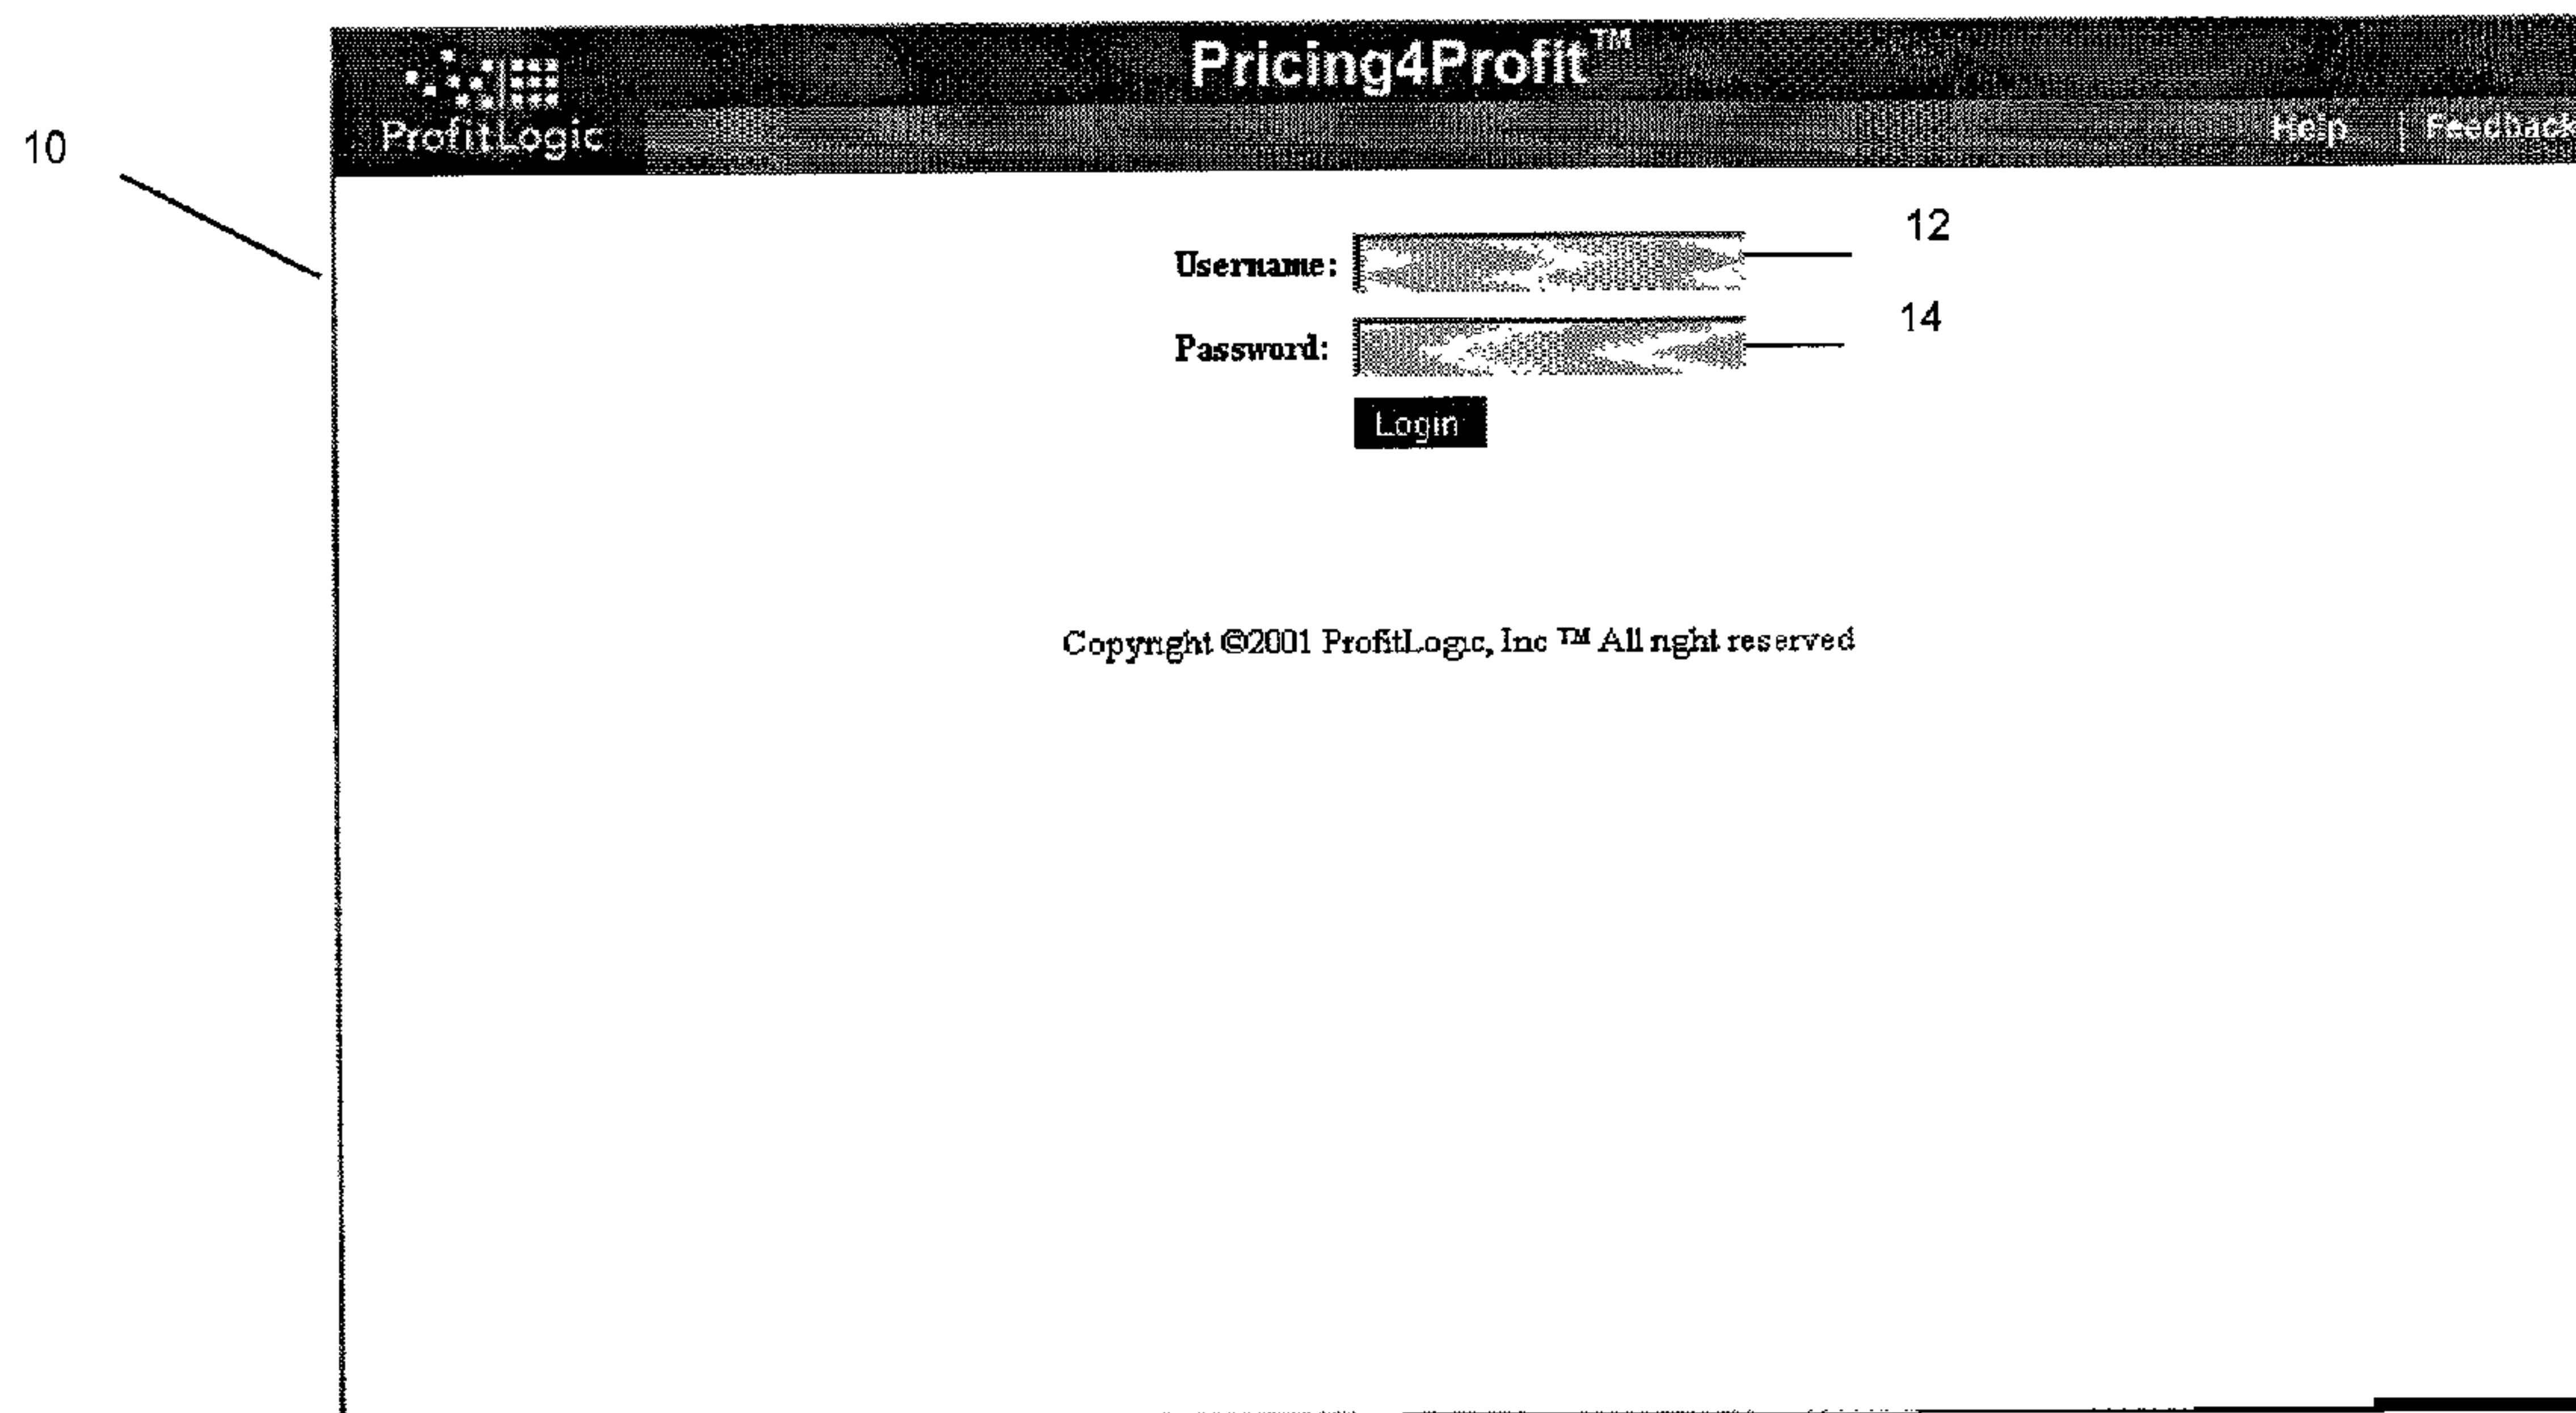 Pricing4Profit™
ProfitLogic
Help | Feedback
10
12
Username:
14
Password:
Login
Copyright ©2001 ProfitLogic, Inc ™ All right reserved